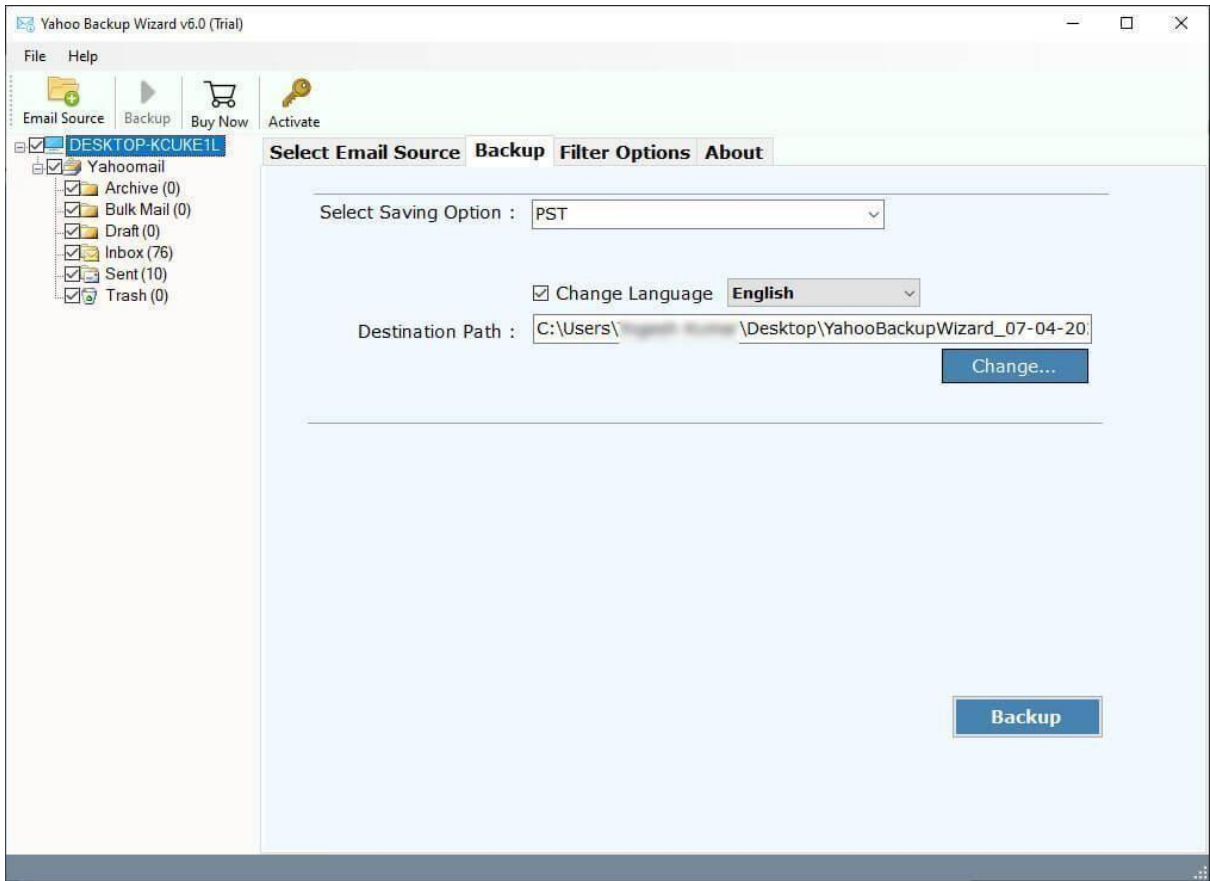 Yahoo Backup Wizard v6.0 (Trial)
File Help
Email Source Backup Buy Now Activate
DESKTOP-KCUKE1L
Yahoomail
Archive (0)
Bulk Mail (0)
Draft (0)
Inbox (76)
Sent (10)
Trash (0)
Select Email Source Backup Filter Options About
Select Saving Option : PST
Change Language English
Destination Path : C:\Users\ \Desktop\YahooBackupWizard_07-04-20
Change...
Backup